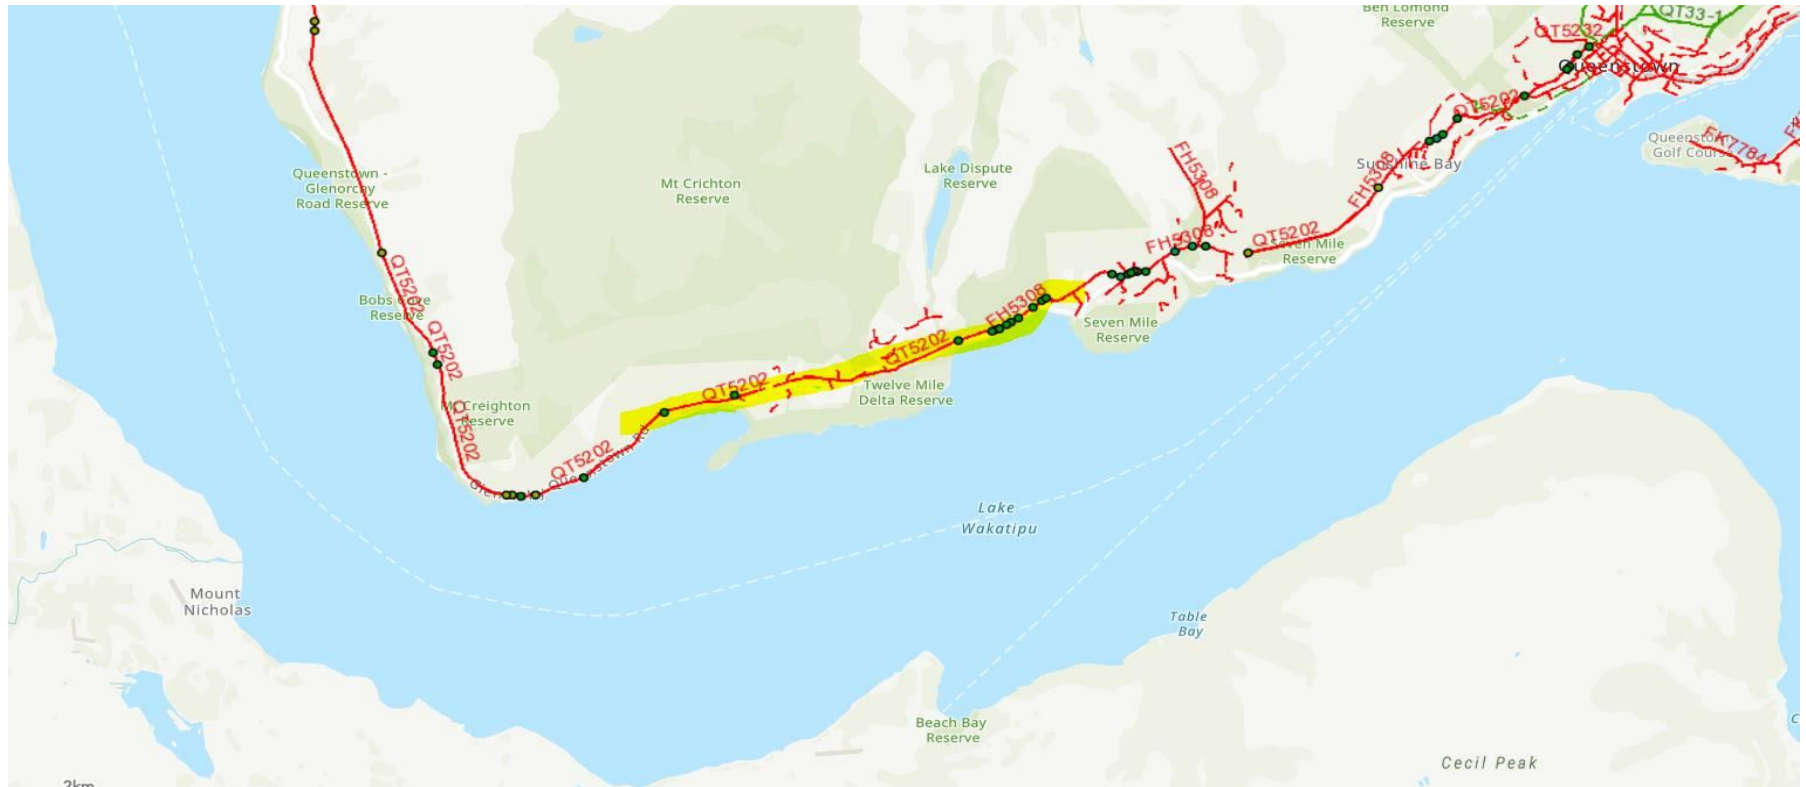 Ben Lomond
Reserve
QT33-1
QT5232
Queenstown
QT5202
Queenstown
Golf Course
FK7784
Sunshine Bay
FH5308
FH5308
Lake Dispute
Reserve
Mt Crichton
Reserve
Queenstown -
Glenorchy
Road Reserve
FH5308
QT5202
Seven Mile
Reserve
QT5202
Bobs Cove
Reserve
QT5202
FH5308
Seven Mile
Reserve
QT5202
QT5202
Twelve Mile
Delta Reserve
Mt Creighton
Reserve
QT5202
QT5202
Lake
Wakatipu
Mount
Nicholas
Table
Bay
Beach Bay
Reserve
Cecil Peak
2km